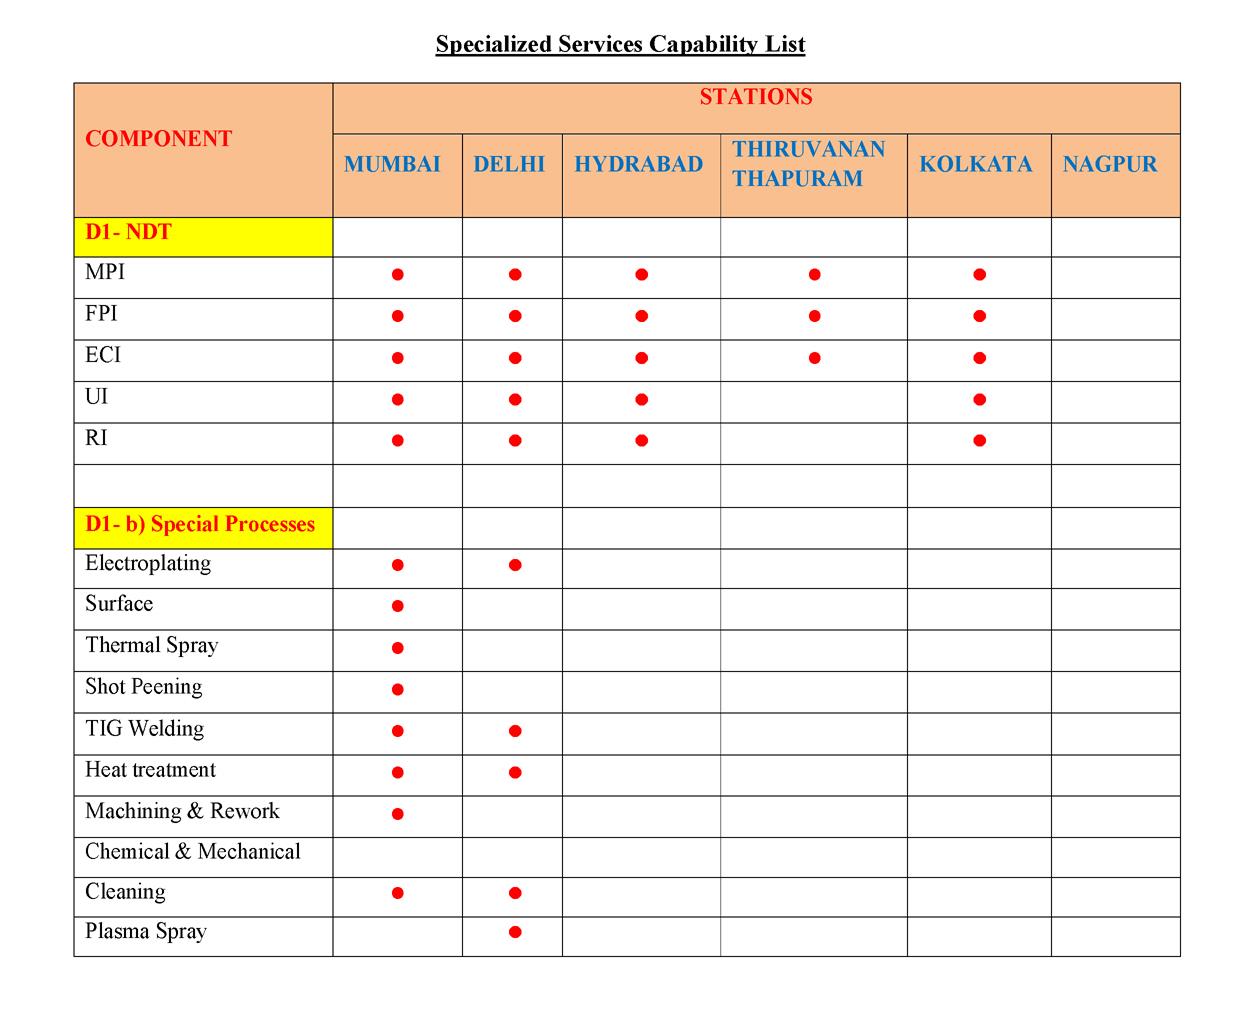 Specialized Services Capability List
COMPONENT
STATIONS
MUMBAI DELHI HYDRABAD THIRUVANAN
THAPURAM KOLKATA NAGPUR
D1- NDT
MPI ● ● ● ● ●
FPI ● ● ● ● ●
ECI ● ● ● ● ●
UI ● ● ● ●
RI ● ● ● ●
D1- b) Special Processes
Electroplating ● ●
Surface ●
Thermal Spray ●
Shot Peening ●
TIG Welding ● ●
Heat treatment ● ●
Machining & Rework ●
Chemical & Mechanical
Cleaning ● ●
Plasma Spray ●